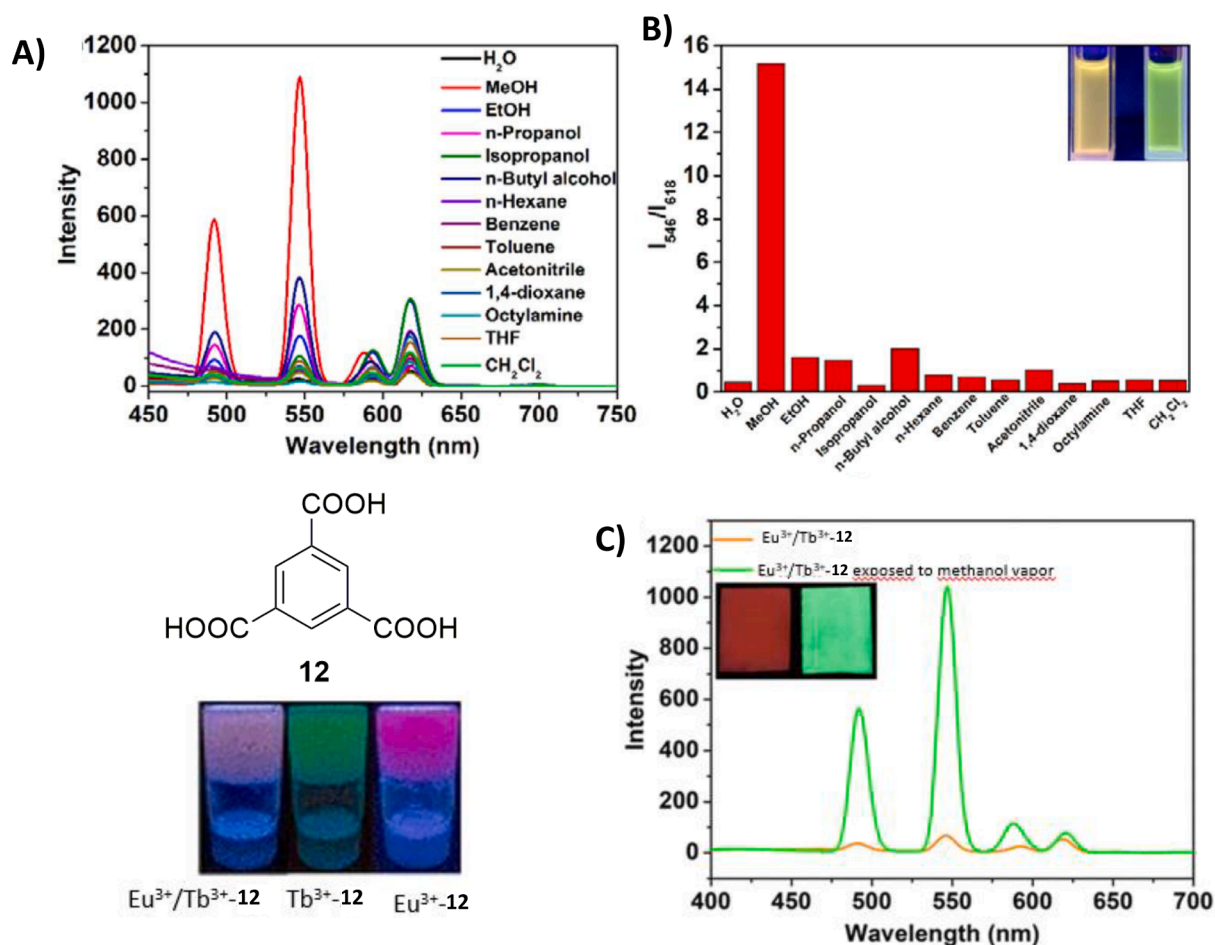 A)
1200
1000
800
600
400
200
0
Intensity
450 500 550 600 650 700 750
Wavelength (nm)
H₂O
MeOH
EtOH
n-Propanol
Isopropanol
n-Butyl alcohol
n-Hexane
Benzene
Toluene
Acetonitrile
1,4-dioxane
Octylamine
THF
CH₂Cl₂
B)
16
14
12
10
8
6
4
2
0
I₅₄₆/I₆₁₈
H₂O
MeOH
EtOH
n-Propanol
Isopropanol
n-Butyl alcohol
n-Hexane
Benzene
Toluene
Acetonitrile
1,4-dioxane
Octylamine
THF
CH₂Cl₂
COOH
HOOC
COOH
12
Eu³⁺/Tb³⁺-12
Tb³⁺-12
Eu³⁺-12
C)
Eu³⁺/Tb³⁺-12
Eu³⁺/Tb³⁺-12 exposed to methanol vapor
1200
1000
800
600
400
200
0
Intensity
400 450 500 550 600 650 700
Wavelength (nm)